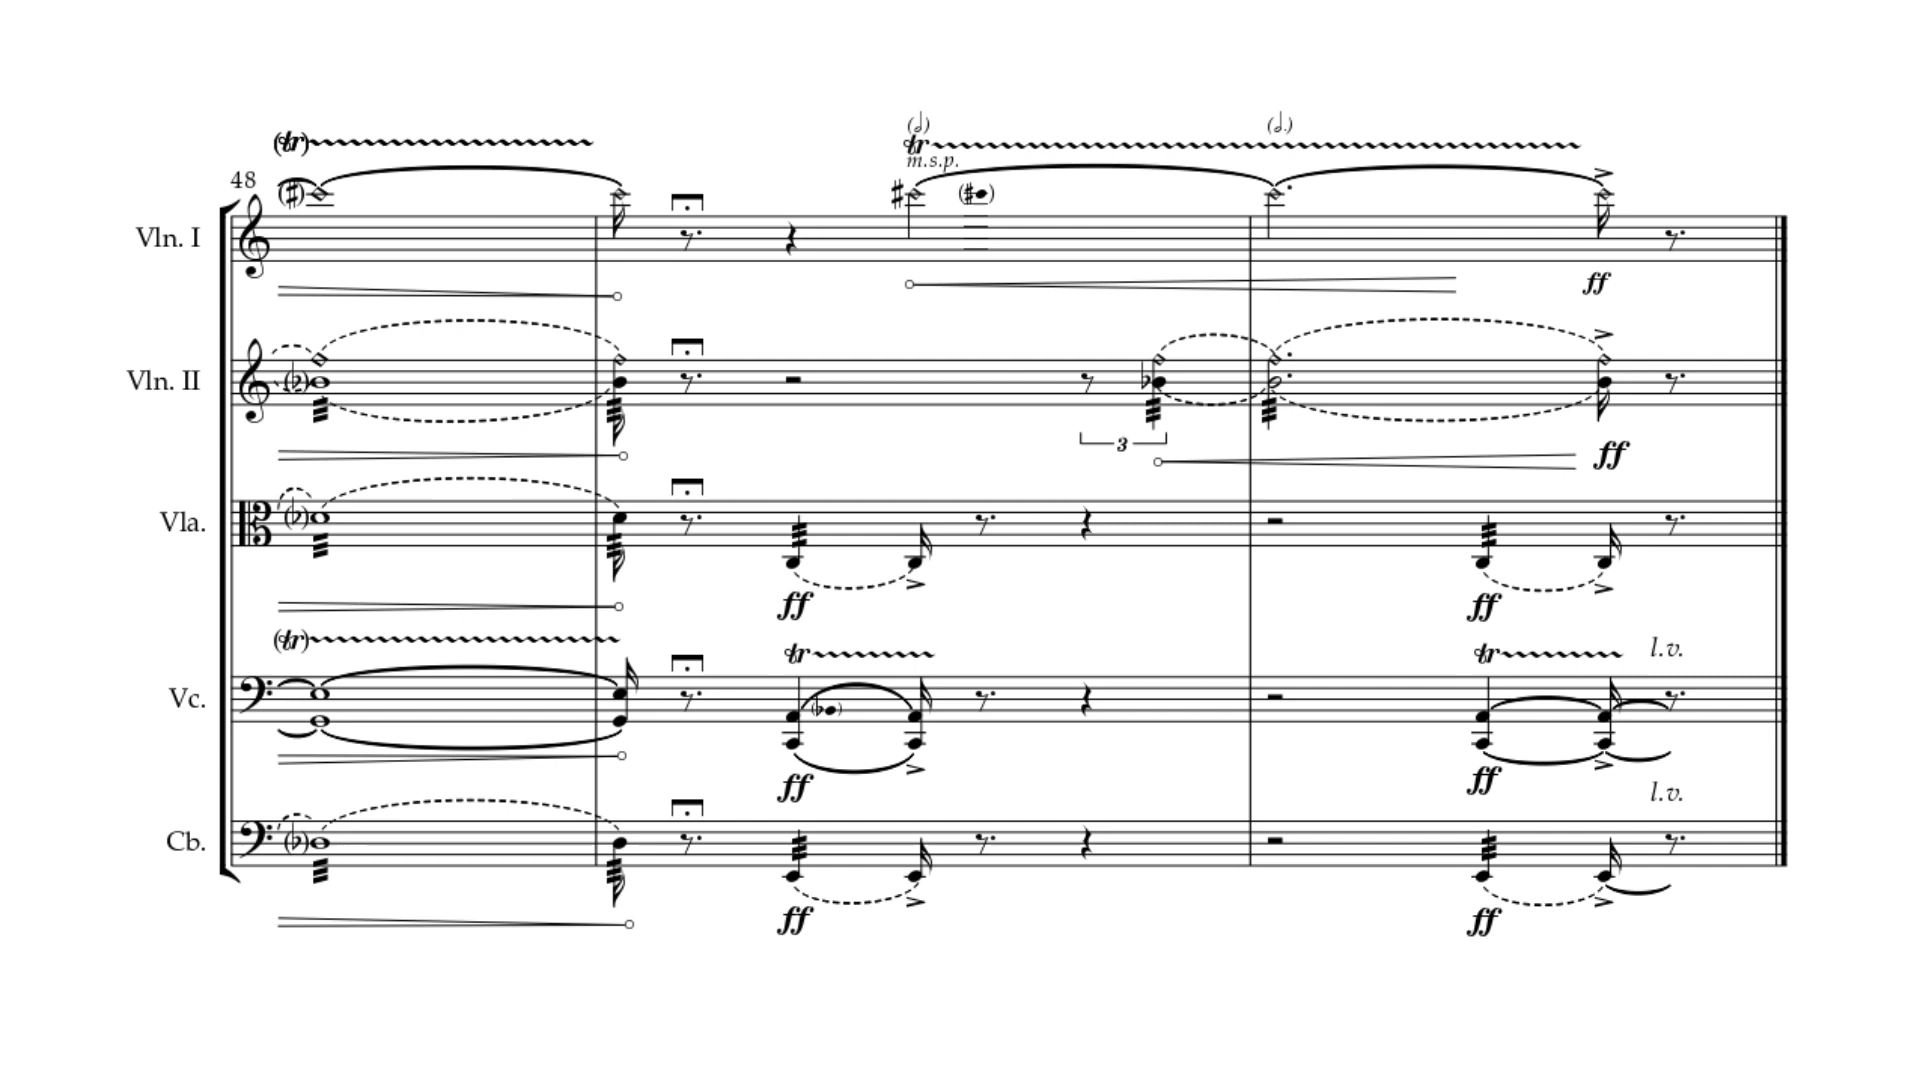 (tr)
tr
m.s.p.
48
Vln. I
ff
Vln. II
3
ff
Vla.
ff
ff
(tr)
tr
tr
l.v.
Vc.
ff
ff
l.v.
Cb.
ff
ff